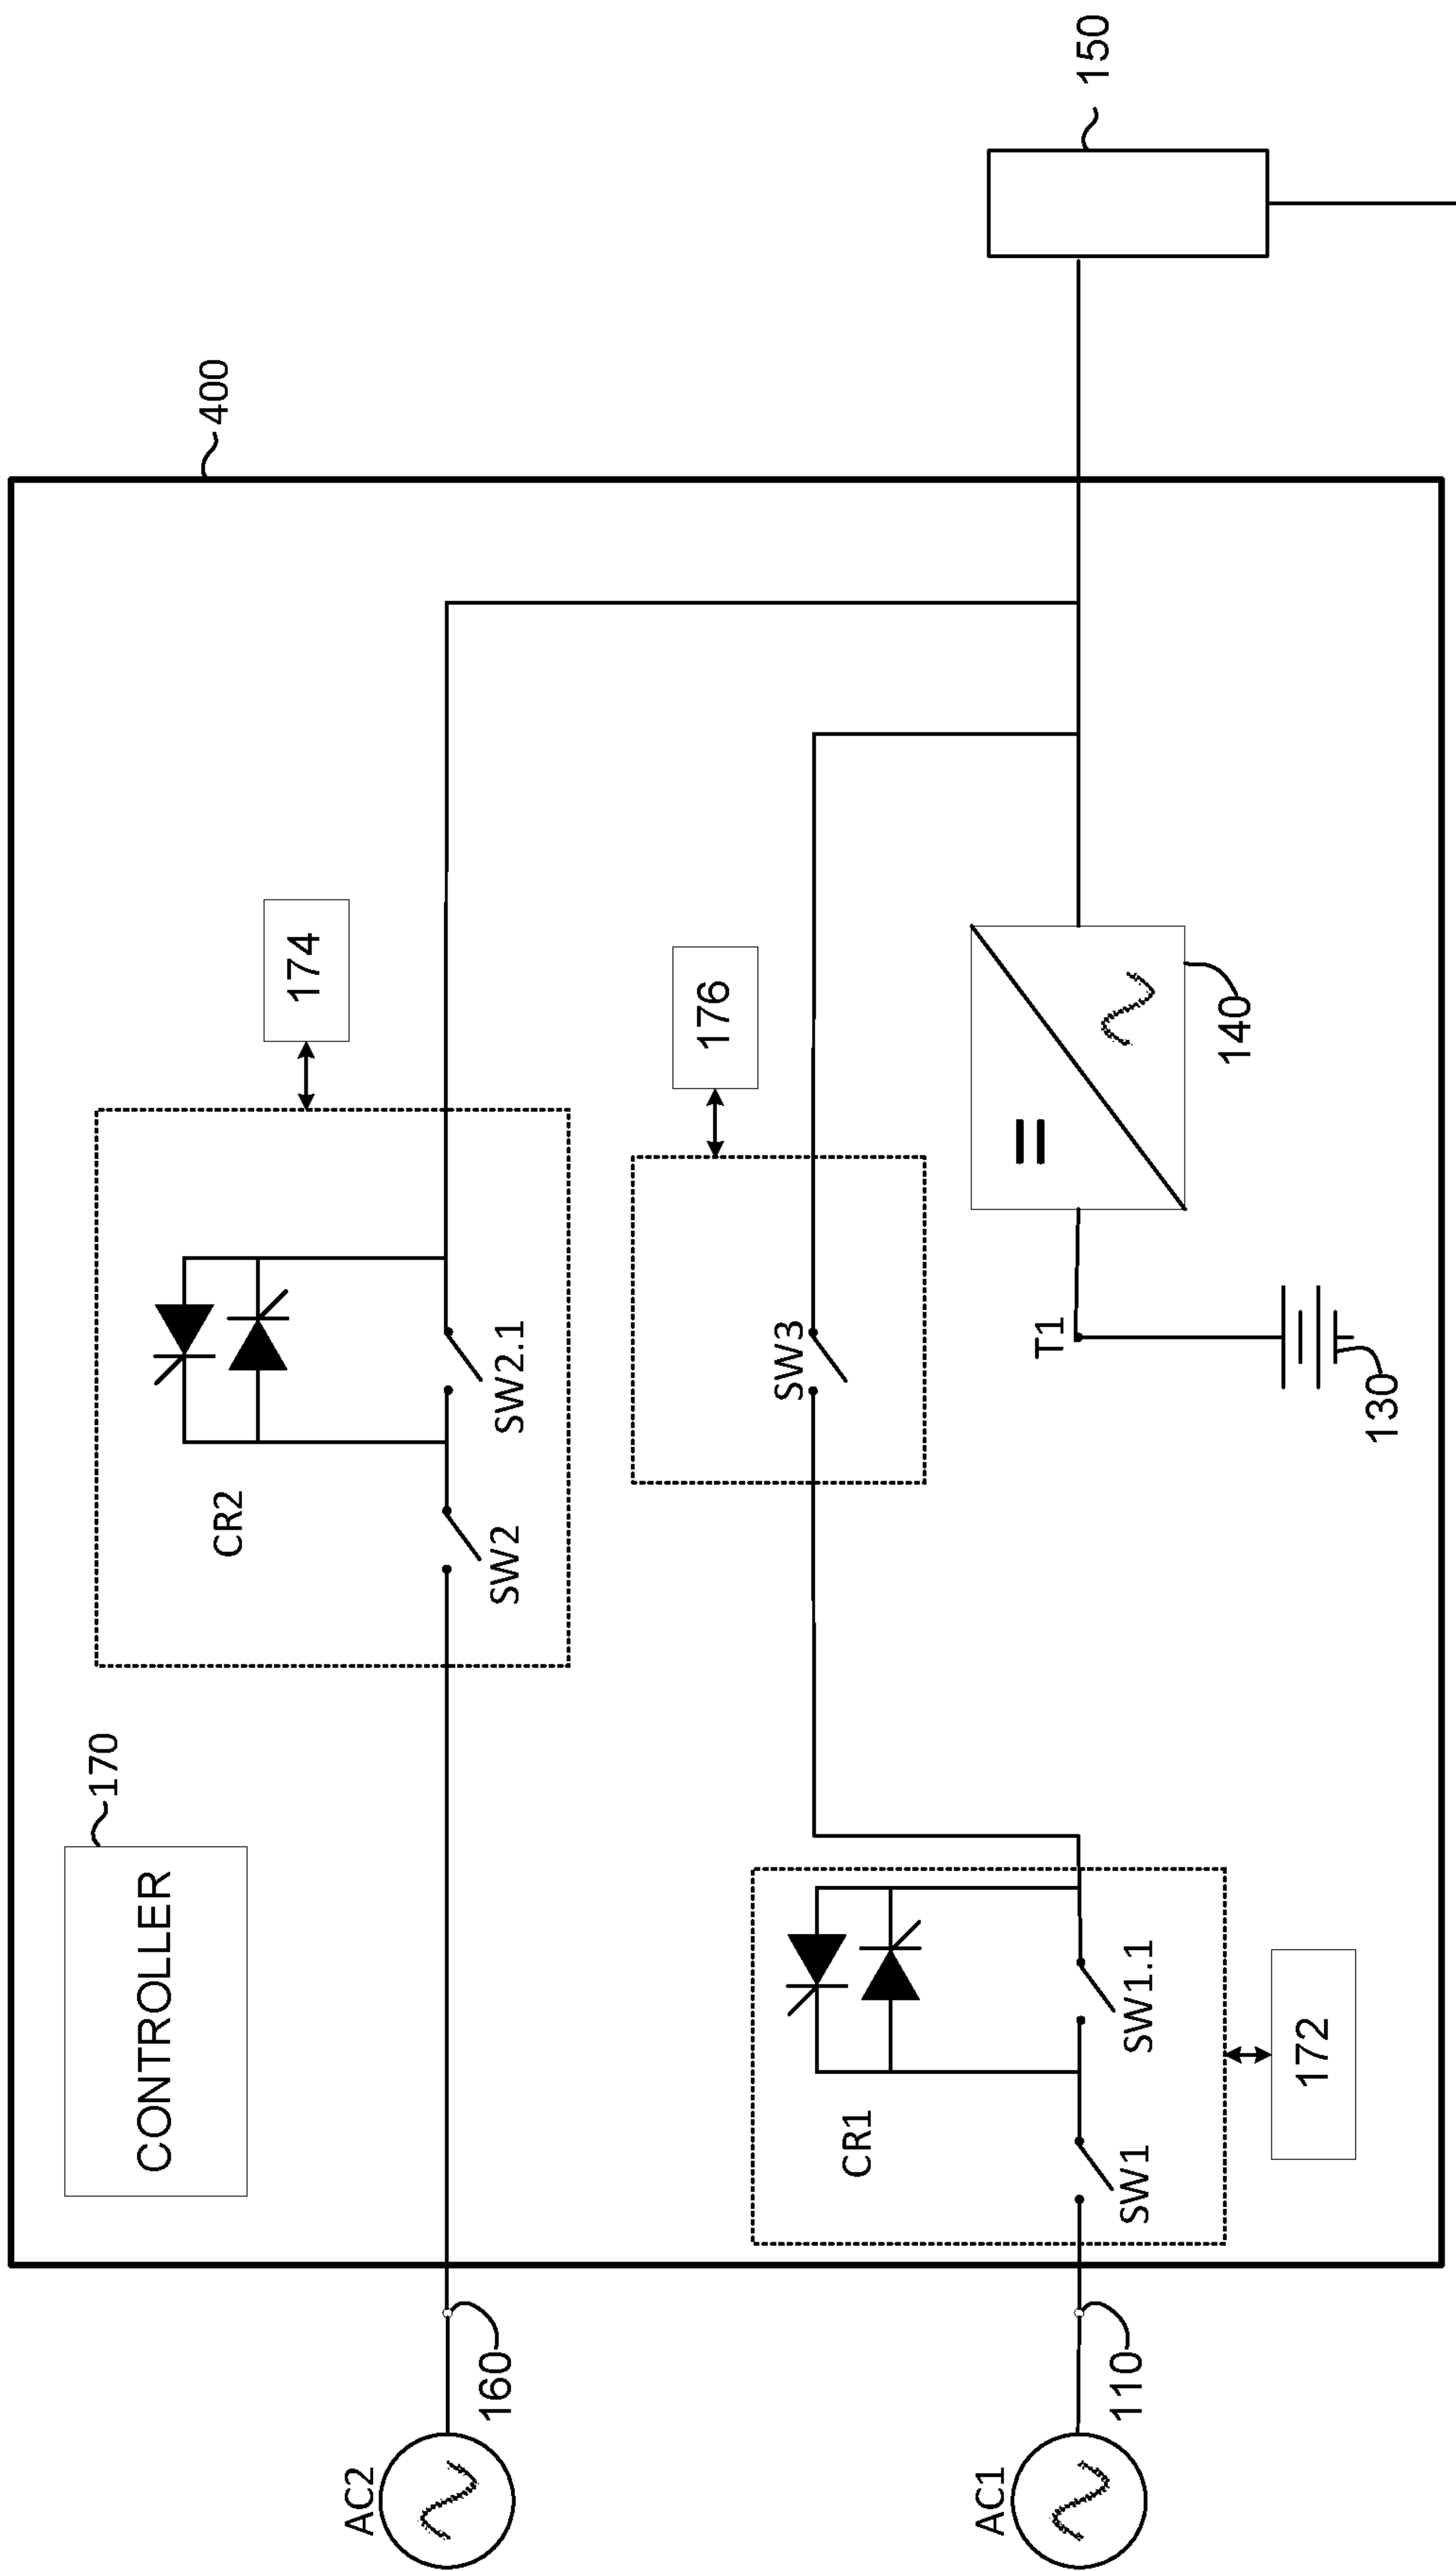 400
150
CONTROLLER
170
CR2
SW2
SW2.1
174
AC2
160
SW3
176
CR1
SW1
SW1.1
172
AC1
110
T1
130
140